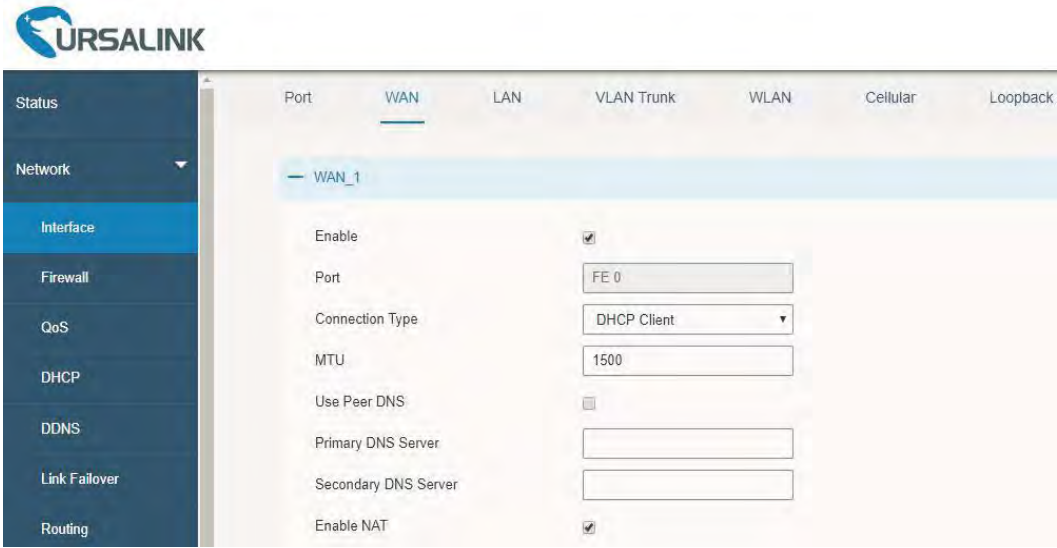 URSALINK
Status
Network
Interface
Firewall
QoS
DHCP
DDNS
Link Failover
Routing
Port WAN LAN VLAN Trunk WLAN Cellular Loopback
WAN_1
Enable
Port FE 0
Connection Type DHCP Client
MTU 1500
Use Peer DNS
Primary DNS Server
Secondary DNS Server
Enable NAT